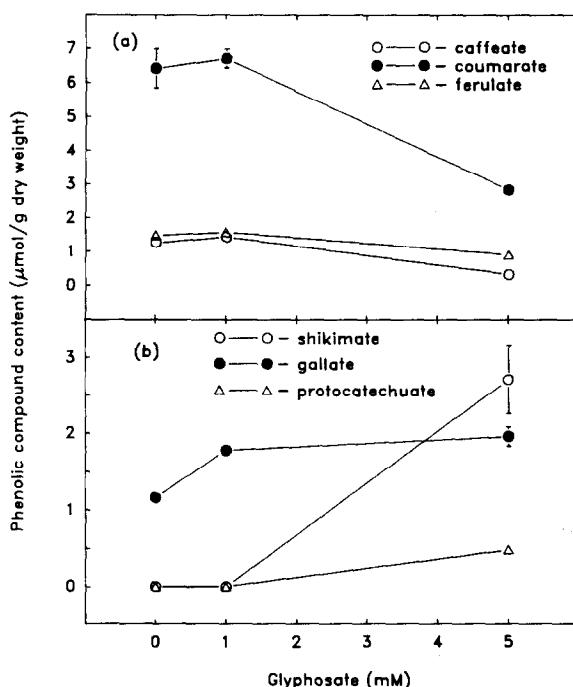 (a)
caffeate
coumarate
ferulate
7
6
5
4
3
2
1
0
Phenolic compound content (μmol/g dry weight)
(b)
shikimate
gallate
protocatechuate
3
2
1
0
0 1 2 3 4 5 6
Glyphosate (mM)